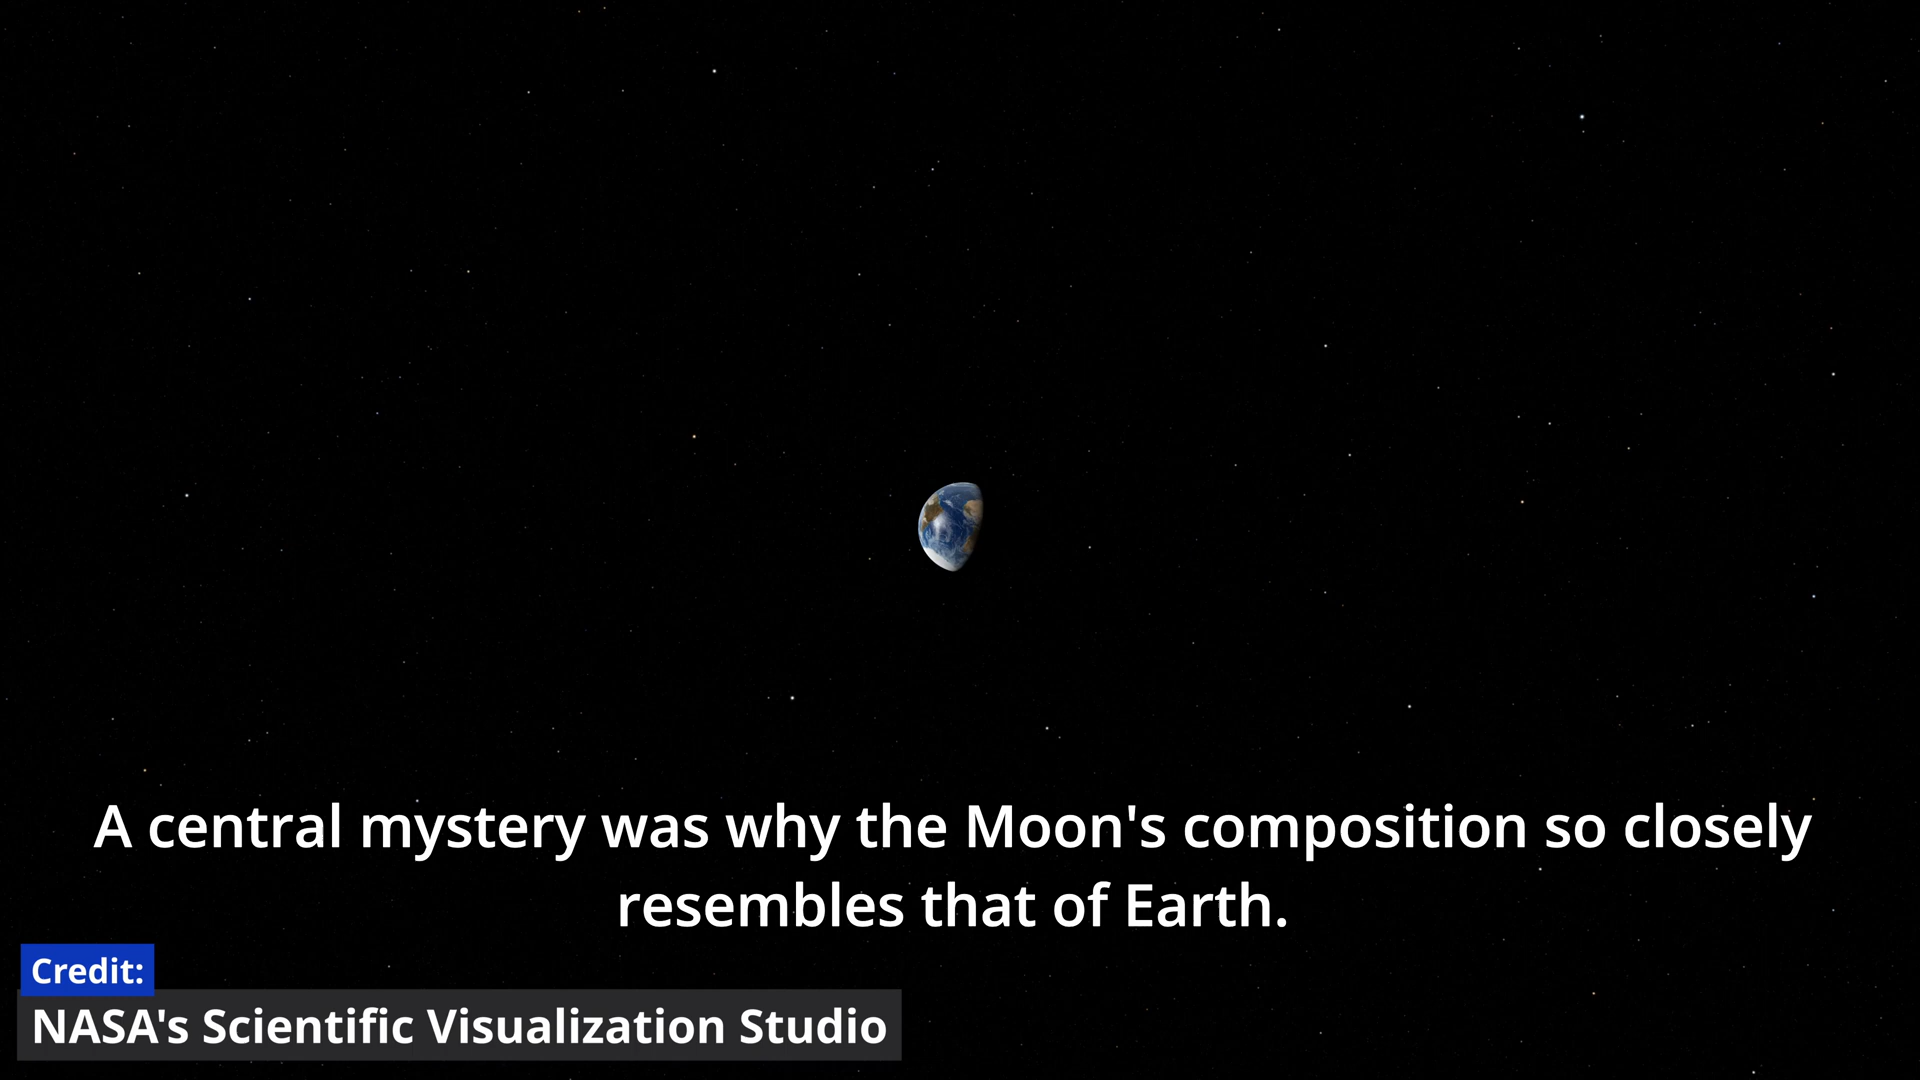 A central mystery was why the Moon's composition so closely
resembles that of Earth.
Credit:
NASA's Scientific Visualization Studio